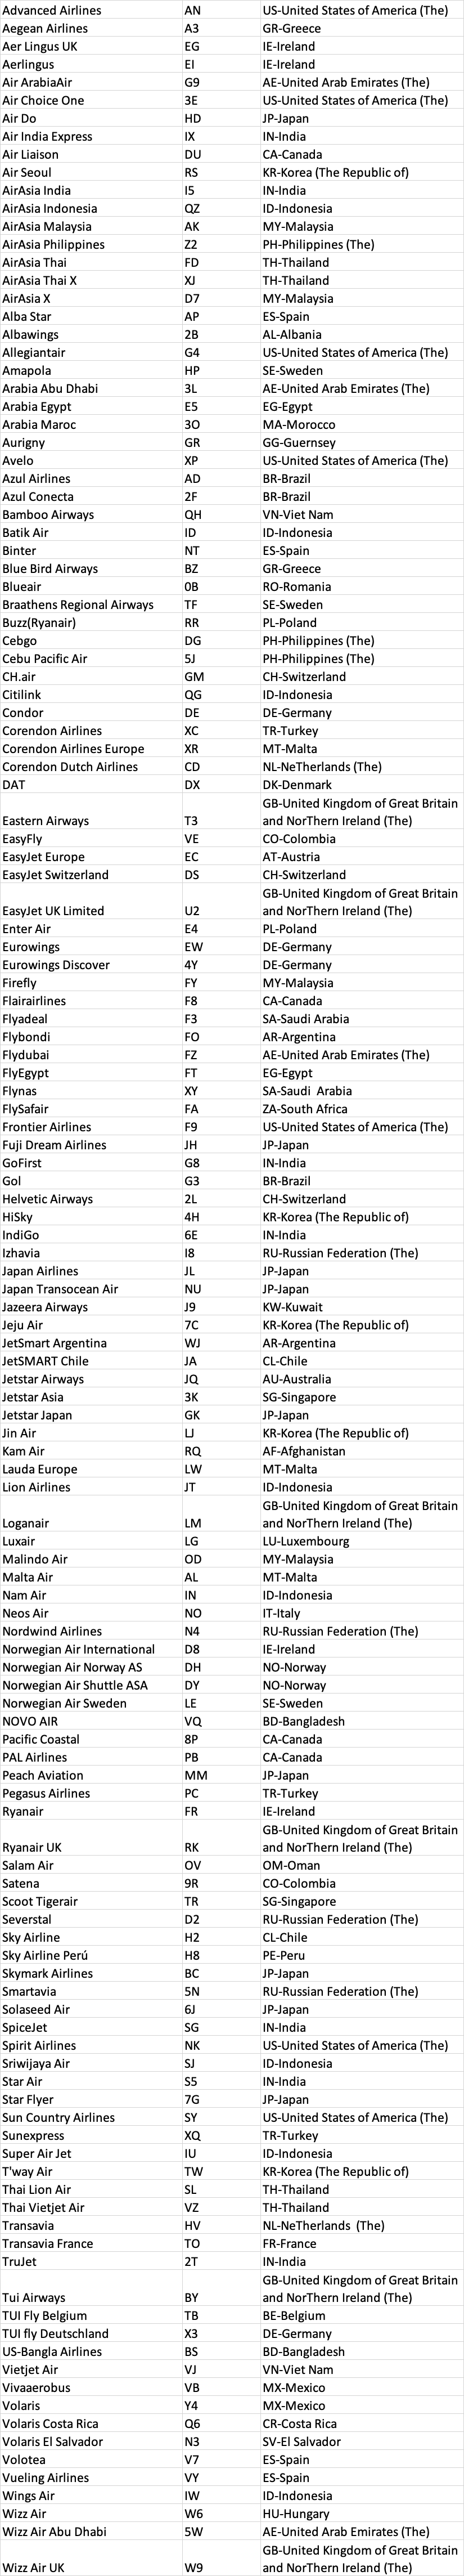 Advanced Airlines AN US-United States of America (The)
Aegean Airlines A3 GR-Greece
Aer Lingus UK EG IE-Ireland
Aerlingus EI IE-Ireland
Air ArabiaAir G9 AE-United Arab Emirates (The)
Air Choice One 3E US-United States of America (The)
Air Do HD JP-Japan
Air India Express IX IN-India
Air Liaison DU CA-Canada
Air Seoul RS KR-Korea (The Republic of)
AirAsia India I5 IN-India
AirAsia Indonesia QZ ID-Indonesia
AirAsia Malaysia AK MY-Malaysia
AirAsia Philippines Z2 PH-Philippines (The)
AirAsia Thai FD TH-Thailand
AirAsia Thai X XJ TH-Thailand
AirAsia X D7 MY-Malaysia
Alba Star AP ES-Spain
Albawings 2B AL-Albania
Allegiantair G4 US-United States of America (The)
Amapola HP SE-Sweden
Arabia Abu Dhabi 3L AE-United Arab Emirates (The)
Arabia Egypt E5 EG-Egypt
Arabia Maroc 3O MA-Morocco
Aurigny GR GG-Guernsey
Avelo XP US-United States of America (The)
Azul Airlines AD BR-Brazil
Azul Conecta 2F BR-Brazil
Bamboo Airways QH VN-Viet Nam
Batik Air ID ID-Indonesia
Binter NT ES-Spain
Blue Bird Airways BZ GR-Greece
Blueair 0B RO-Romania
Braathens Regional Airways TF SE-Sweden
Buzz(Ryanair) RR PL-Poland
Cebgo DG PH-Philippines (The)
Cebu Pacific Air 5J PH-Philippines (The)
CH.air GM CH-Switzerland
Citilink QG ID-Indonesia
Condor DE DE-Germany
Corendon Airlines XC TR-Turkey
Corendon Airlines Europe XR MT-Malta
Corendon Dutch Airlines CD NL-NeTherlands (The)
DAT DX DK-Denmark
GB-United Kingdom of Great Britain
Eastern Airways T3 and NorThern Ireland (The)
EasyFly VE CO-Colombia
EasyJet Europe EC AT-Austria
EasyJet Switzerland DS CH-Switzerland
GB-United Kingdom of Great Britain
EasyJet UK Limited U2 and NorThern Ireland (The)
Enter Air E4 PL-Poland
Eurowings EW DE-Germany
Eurowings Discover 4Y DE-Germany
Firefly FY MY-Malaysia
Flairairlines F8 CA-Canada
Flyadeal F3 SA-Saudi Arabia
Flybondi FO AR-Argentina
Flydubai FZ AE-United Arab Emirates (The)
FlyEgypt FT EG-Egypt
Flynas XY SA-Saudi  Arabia
FlySafair FA ZA-South Africa
Frontier Airlines F9 US-United States of America (The)
Fuji Dream Airlines JH JP-Japan
GoFirst G8 IN-India
Gol G3 BR-Brazil
Helvetic Airways 2L CH-Switzerland
HiSky 4H KR-Korea (The Republic of)
IndiGo 6E IN-India
Izhavia I8 RU-Russian Federation (The)
Japan Airlines JL JP-Japan
Japan Transocean Air NU JP-Japan
Jazeera Airways J9 KW-Kuwait
Jeju Air 7C KR-Korea (The Republic of)
JetSmart Argentina WJ AR-Argentina
JetSMART Chile JA CL-Chile
Jetstar Airways JQ AU-Australia
Jetstar Asia 3K SG-Singapore
Jetstar Japan GK JP-Japan
Jin Air LJ KR-Korea (The Republic of)
Kam Air RQ AF-Afghanistan
Lauda Europe LW MT-Malta
Lion Airlines JT ID-Indonesia
GB-United Kingdom of Great Britain
Loganair LM and NorThern Ireland (The)
Luxair LG LU-Luxembourg
Malindo Air OD MY-Malaysia
Malta Air AL MT-Malta
Nam Air IN ID-Indonesia
Neos Air NO IT-Italy
Nordwind Airlines N4 RU-Russian Federation (The)
Norwegian Air International D8 IE-Ireland
Norwegian Air Norway AS DH NO-Norway
Norwegian Air Shuttle ASA DY NO-Norway
Norwegian Air Sweden LE SE-Sweden
NOVO AIR VQ BD-Bangladesh
Pacific Coastal 8P CA-Canada
PAL Airlines PB CA-Canada
Peach Aviation MM JP-Japan
Pegasus Airlines PC TR-Turkey
Ryanair FR IE-Ireland
GB-United Kingdom of Great Britain
Ryanair UK RK and NorThern Ireland (The)
Salam Air OV OM-Oman
Satena 9R CO-Colombia
Scoot Tigerair TR SG-Singapore
Severstal D2 RU-Russian Federation (The)
Sky Airline H2 CL-Chile
Sky Airline Perú H8 PE-Peru
Skymark Airlines BC JP-Japan
Smartavia 5N RU-Russian Federation (The)
Solaseed Air 6J JP-Japan
SpiceJet SG IN-India
Spirit Airlines NK US-United States of America (The)
Sriwijaya Air SJ ID-Indonesia
Star Air S5 IN-India
Star Flyer 7G JP-Japan
Sun Country Airlines SY US-United States of America (The)
Sunexpress XQ TR-Turkey
Super Air Jet IU ID-Indonesia
T'way Air TW KR-Korea (The Republic of)
Thai Lion Air SL TH-Thailand
Thai Vietjet Air VZ TH-Thailand
Transavia HV NL-NeTherlands  (The)
Transavia France TO FR-France
TruJet 2T IN-India
GB-United Kingdom of Great Britain
Tui Airways BY and NorThern Ireland (The)
TUI Fly Belgium TB BE-Belgium
TUI fly Deutschland X3 DE-Germany
US-Bangla Airlines BS BD-Bangladesh
Vietjet Air VJ VN-Viet Nam
Vivaaerobus VB MX-Mexico
Volaris Y4 MX-Mexico
Volaris Costa Rica Q6 CR-Costa Rica
Volaris El Salvador N3 SV-El Salvador
Volotea V7 ES-Spain
Vueling Airlines VY ES-Spain
Wings Air IW ID-Indonesia
Wizz Air W6 HU-Hungary
Wizz Air Abu Dhabi 5W AE-United Arab Emirates (The)
GB-United Kingdom of Great Britain
Wizz Air UK W9 and NorThern Ireland (The)